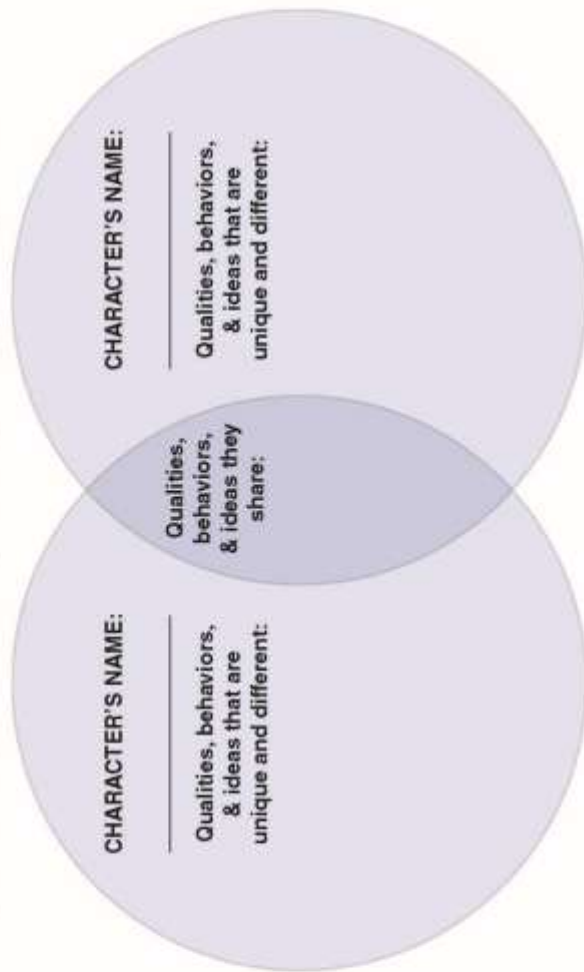 CHARACTER'S NAME:
Qualities, behaviors,
& ideas that are
unique and different:
Qualities,
behaviors,
& ideas they
share:
CHARACTER'S NAME:
Qualities, behaviors,
& ideas that are
unique and different: